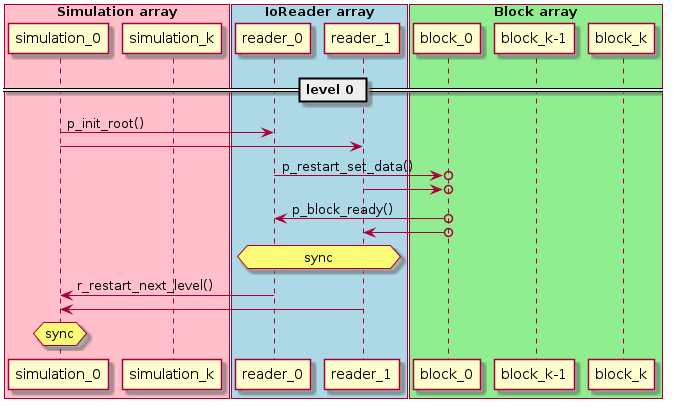 Simulation array IoReader array Block array
simulation_0 simulation_k reader_0 reader_1 block_0 block_k-1 block_k
level 0
p_init_root()
p_restart_set_data()
p_block_ready()
sync
r_restart_next_level()
sync
simulation_0 simulation_k reader_0 reader_1 block_0 block_k-1 block_k